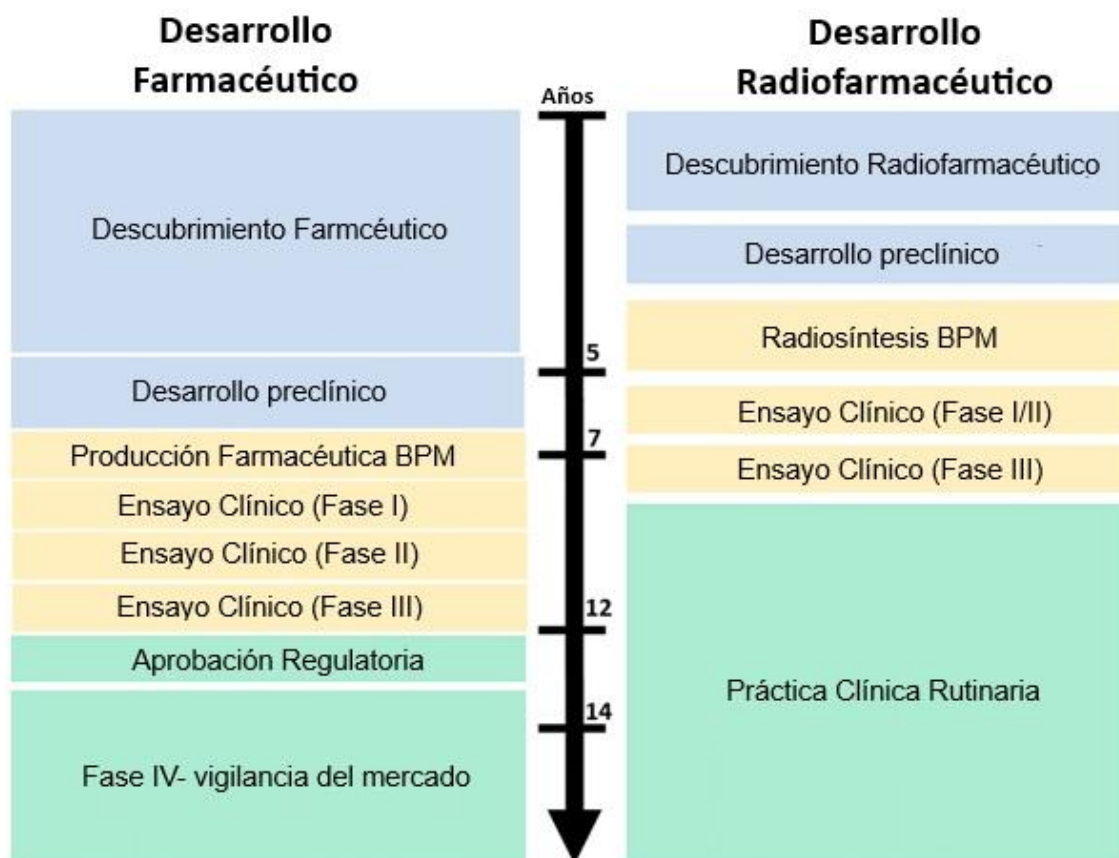 Desarrollo
Farmacéutico
Descubrimiento Farmcéutico
Desarrollo preclínico
Producción Farmacéutica BPM
Ensayo Clínico (Fase I)
Ensayo Clínico (Fase II)
Ensayo Clínico (Fase III)
Aprobación Regulatoria
Fase IV- vigilancia del mercado
Años
5
7
12
14
Desarrollo
Radiofarmacéutico
Descubrimiento Radiofarmacéutico
Desarrollo preclínico
Radiosíntesis BPM
Ensayo Clínico (Fase I/II)
Ensayo Clínico (Fase III)
Práctica Clínica Rutinaria